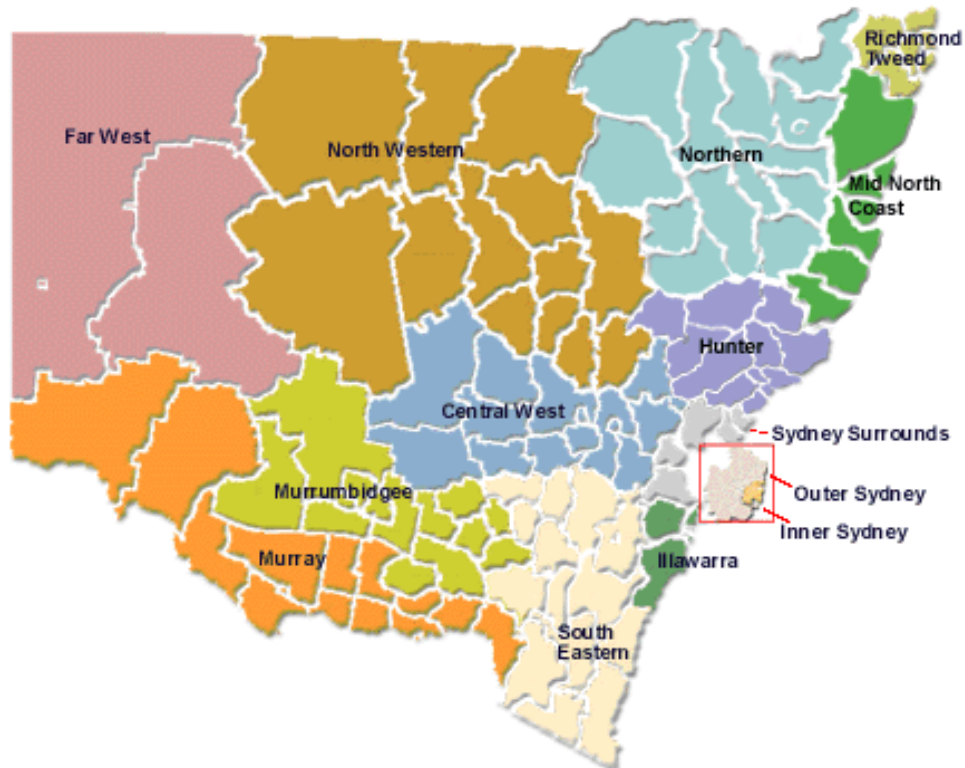 Richmond
Tweed
Far West
North Western
Northern
Mid North
Coast
Hunter
Central West
Sydney Surrounds
Murrumbidgee
Outer Sydney
Inner Sydney
Murray
Illawarra
South
Eastern